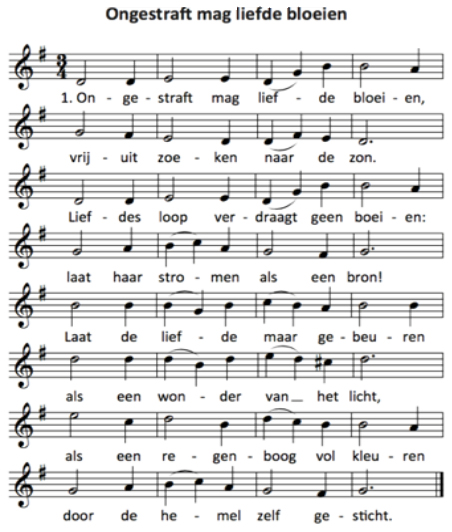 Ongestraft mag liefde bloeien
3
4
1. On - ge - straft mag lief - de bloei - en,
vrij - uit zoe - ken naar de zon.
Lief - des loop ver - draagt geen boei - en:
laat haar stro - men als een bron!
Laat de lief - de maar ge - beu - ren
als een won - der van_ het licht,
als een re - gen - boog vol kleu - ren
door de he - mel zelf ge - sticht.